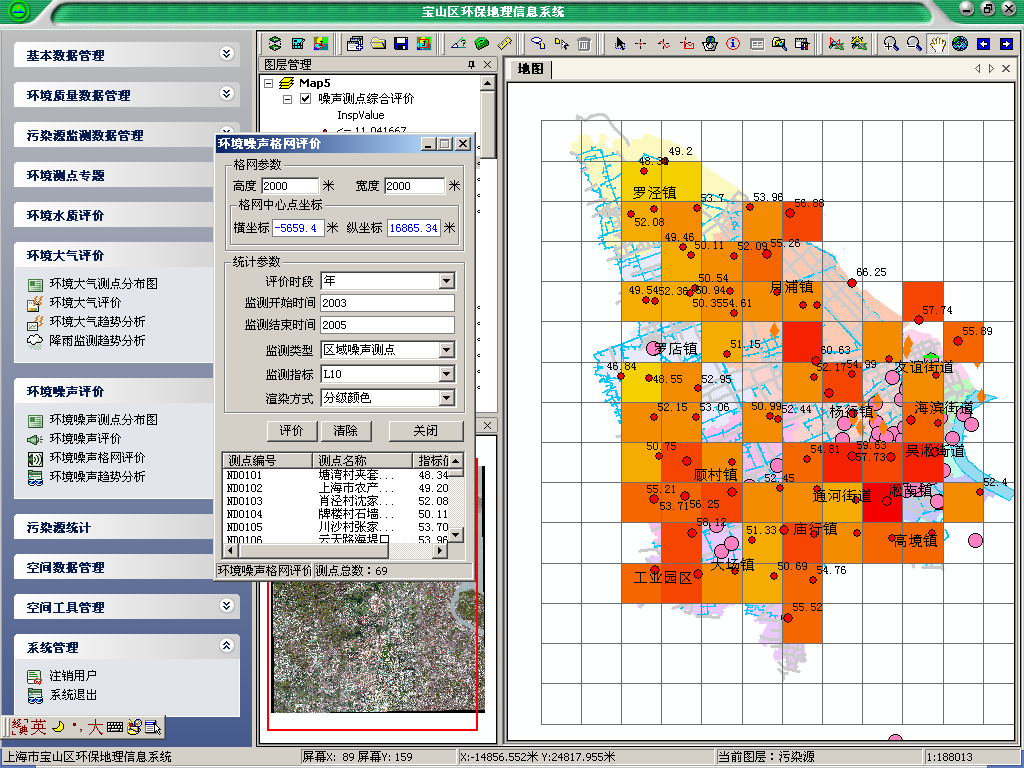 宝山区环保地理信息系统
基本数据管理
环境质量数据管理
污染源监测数据管理
环境测点专题
环境水质评价
环境大气评价
环境大气测点分布图
环境大气评价
环境大气趋势分析
降雨监测趋势分析
环境噪声评价
环境噪声测点分布图
环境噪声评价
环境噪声格网评价
环境噪声趋势分析
污染源统计
空间数据管理
空间工具管理
系统管理
注销用户
系统退出
英
大
图层管理
Map5
噪声测点综合评价
InspValue
<= 11.041667
环境噪声格网评价
格网参数
高度 2000 米 宽度 2000 米
格网中心点坐标
横坐标 -5659.4 米 纵坐标 16865.34 米
统计参数
评价时段 年
监测开始时间 2003
监测结束时间 2005
监测类型 区域噪声测点
监测指标 L10
渲染方式 分级颜色
评价 清除 关闭
测点编号 测点名称 指标值
ND0101 塘湾村夹套... 48.34
ND0102 上海市农产... 49.20
ND0103 肖泾村沈家... 52.08
ND0104 牌楼村石墙... 50.11
ND0105 川沙村张家... 53.70
ND0106 云天路海堤口 53.96
环境噪声格网评价 测点总数：69
地图
49.2
48.34
罗泾镇
53.7
53.96
56.88
52.08
49.46
50.11
52.09
55.26
66.25
50.54
49.54
52.36
50.94
月浦镇
50.35
54.61
57.74
55.89
罗店镇
51.15
60.63
46.84
48.55
52.95
52.17
54.99
友谊街道
52.15
53.06
50.99
52.44
杨行镇
海滨街道
50.75
54.81
59.63
57.73
吴淞街道
顾村镇
52.45
52.4
55.21
53.71
56.25
通河街道
淞南镇
58.12
51.33
庙行镇
高境镇
大场镇
50.69
54.76
工业园区
55.52
上海市宝山区环保地理信息系统
屏幕X: 89 屏幕Y: 159
X:-14856.552米 Y:24817.955米
当前图层：污染源
1:188013